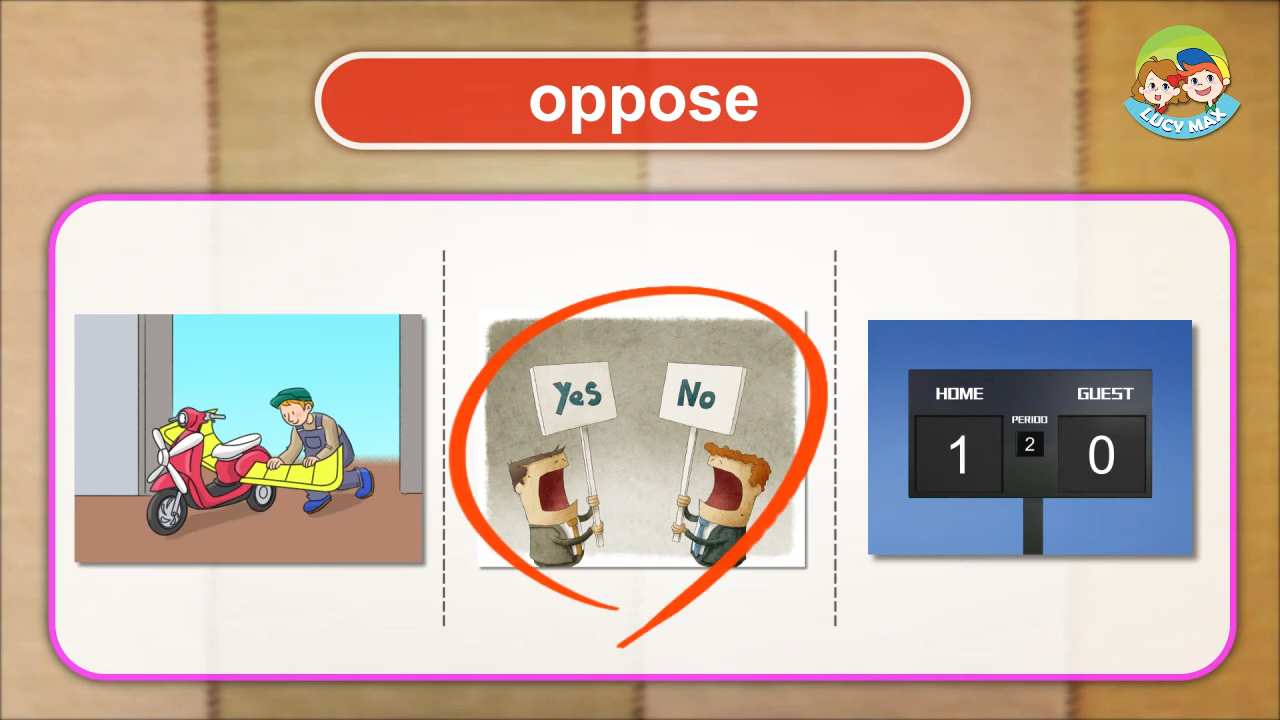 oppose
LUCY MAX
Yes
No
HOME
GUEST
PERIOD
1
2
0